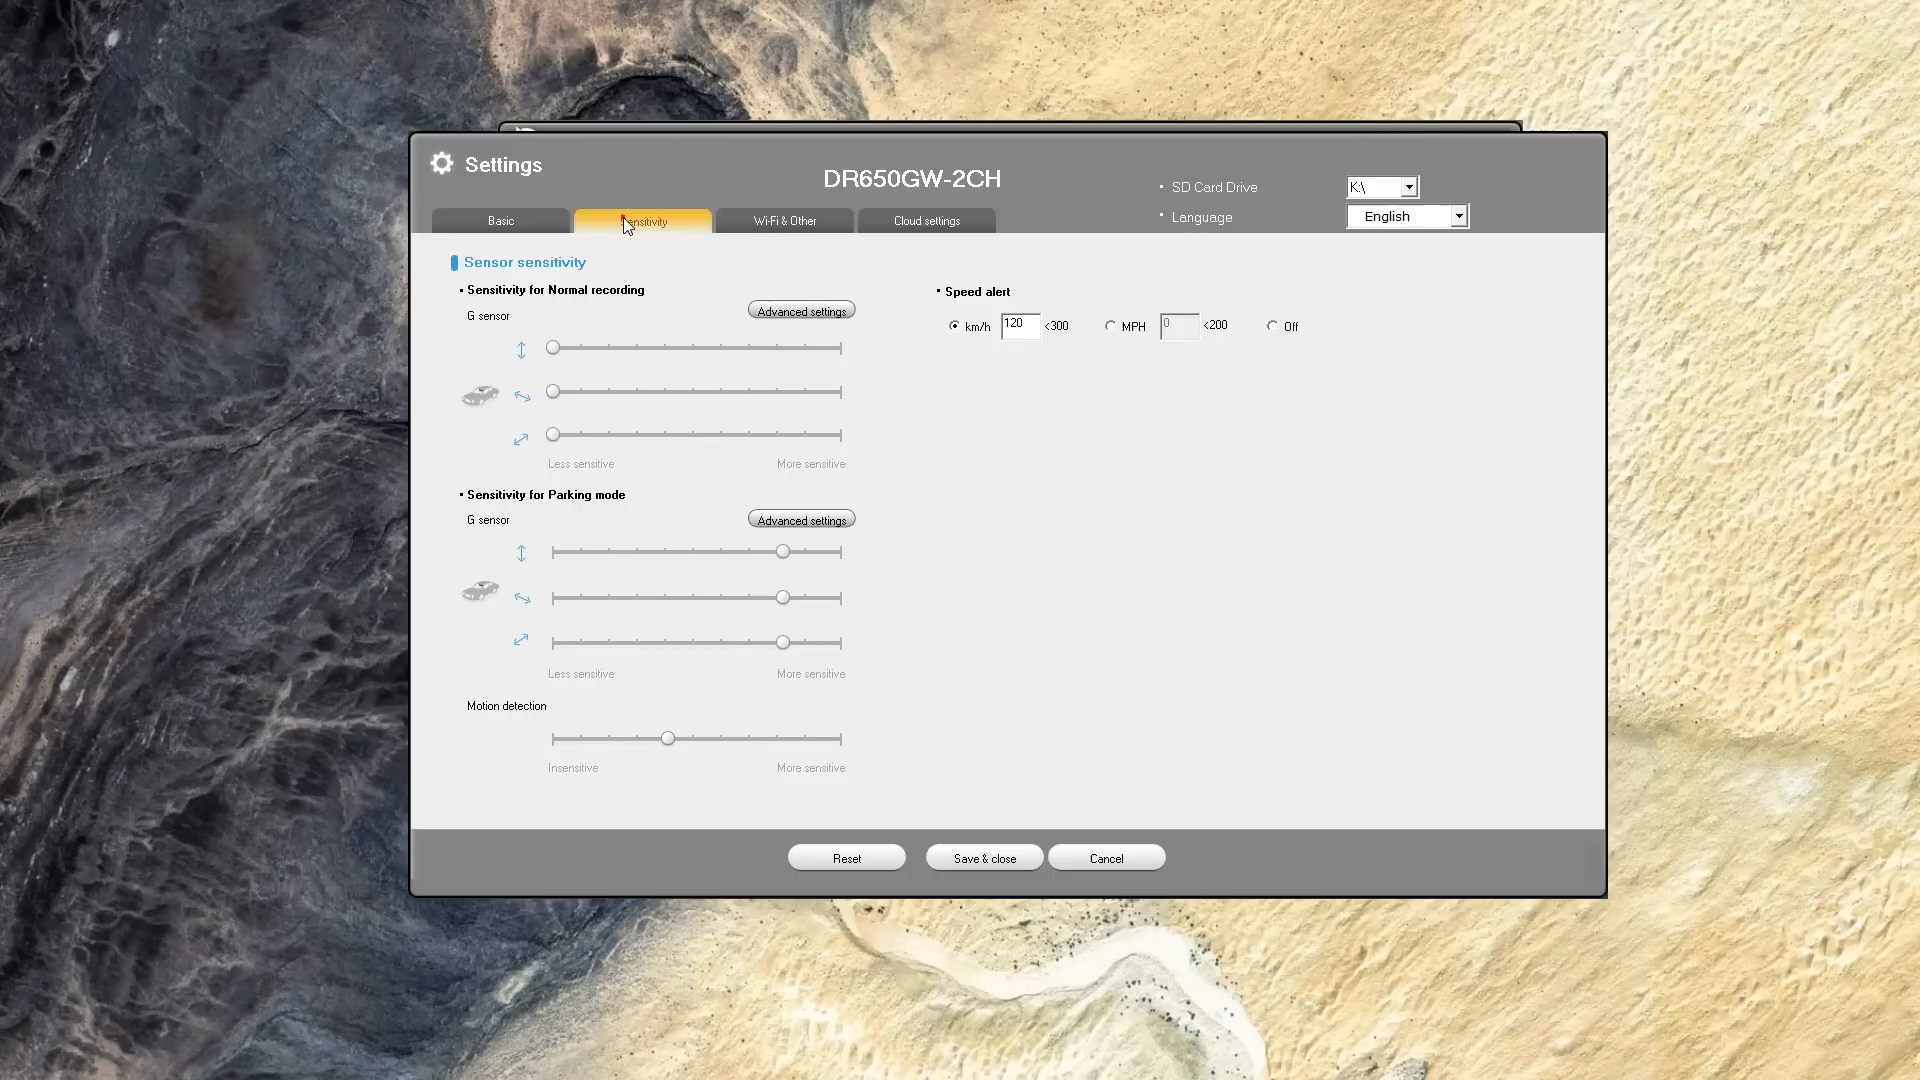 Settings
DR650GW-2CH
SD Card Drive K:\
Language English
Basic Sensitivity Wi-Fi & Other Cloud settings
Sensor sensitivity
Sensitivity for Normal recording
G sensor Advanced settings
Less sensitive More sensitive
Sensitivity for Parking mode
G sensor Advanced settings
Less sensitive More sensitive
Motion detection
Insensitive More sensitive
Speed alert
km/h 120 <300 MPH 0 <200 Off
Reset Save & close Cancel